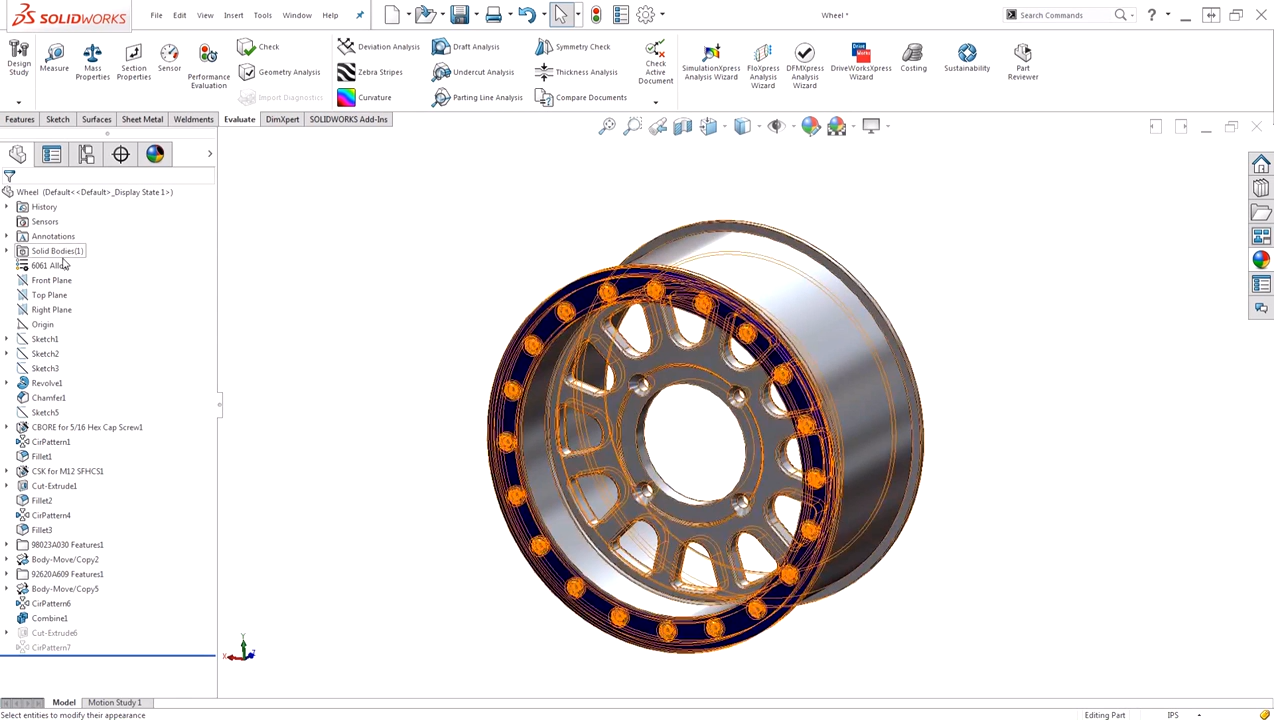 SOLIDWORKS File Edit View Insert Tools Window Help Wheel * Search Commands
Design Study Measure Mass Properties Section Properties Sensor Performance Evaluation Check Geometry Analysis Import Diagnostics Deviation Analysis Zebra Stripes Curvature Draft Analysis Undercut Analysis Parting Line Analysis Symmetry Check Thickness Analysis Compare Documents Check Active Document SimulationXpress Analysis Wizard FloXpress Analysis Wizard DFMXpress Analysis Wizard DriveWorksXpress Wizard Costing Sustainability Part Reviewer
Features Sketch Surfaces Sheet Metal Weldments Evaluate DimXpert SOLIDWORKS Add-Ins
Wheel (Default<<Default>_Display State 1>)
History
Sensors
Annotations
Solid Bodies(1)
6061
Front Plane
Top Plane
Right Plane
Origin
Sketch1
Sketch2
Sketch3
Revolve1
Chamfer1
Sketch5
CBORE for 5/16 Hex Cap Screw1
CirPattern1
Fillet1
CSK for M12 SFHCS1
Cut-Extrude1
Fillet2
CirPattern4
Fillet3
98023A030 Features1
Body-Move/Copy2
92620A609 Features1
Body-Move/Copy5
CirPattern6
Combine1
Cut-Extrude6
CirPattern7
X Y Z
Model Motion Study 1
Select entities to modify their appearance Editing Part IPS